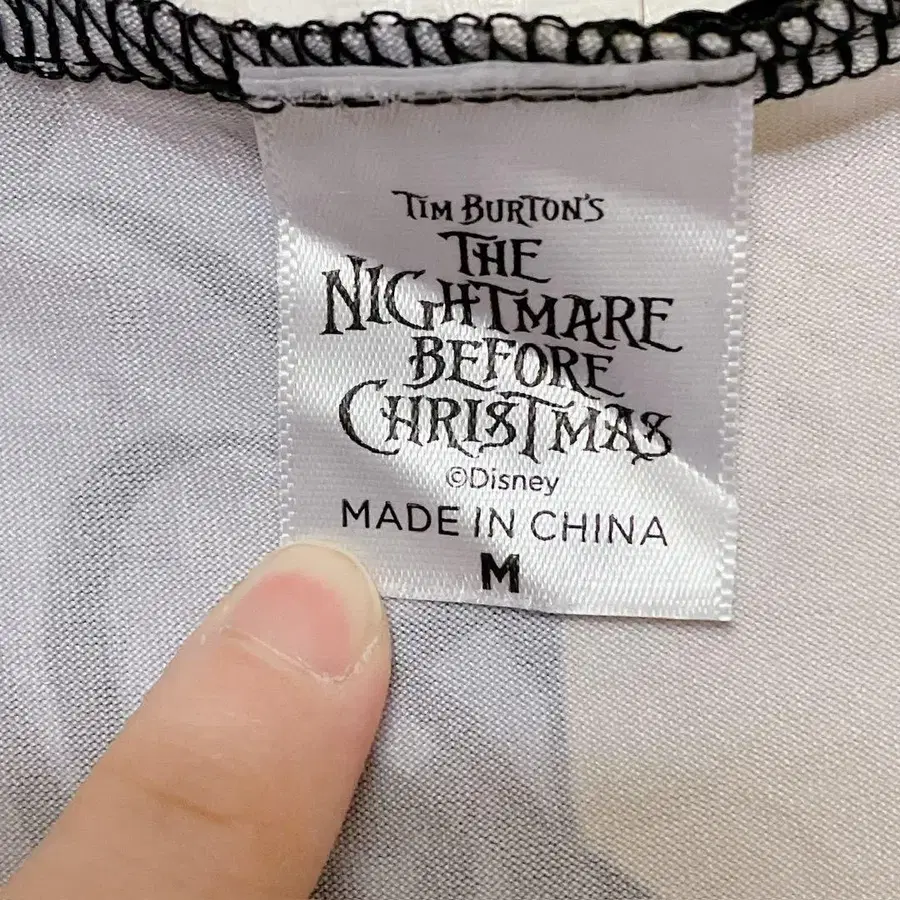 TIM BURTON'S
THE
NIGHTMARE
BEFORE
CHRISTMAS
©Disney
MADE IN CHINA
M